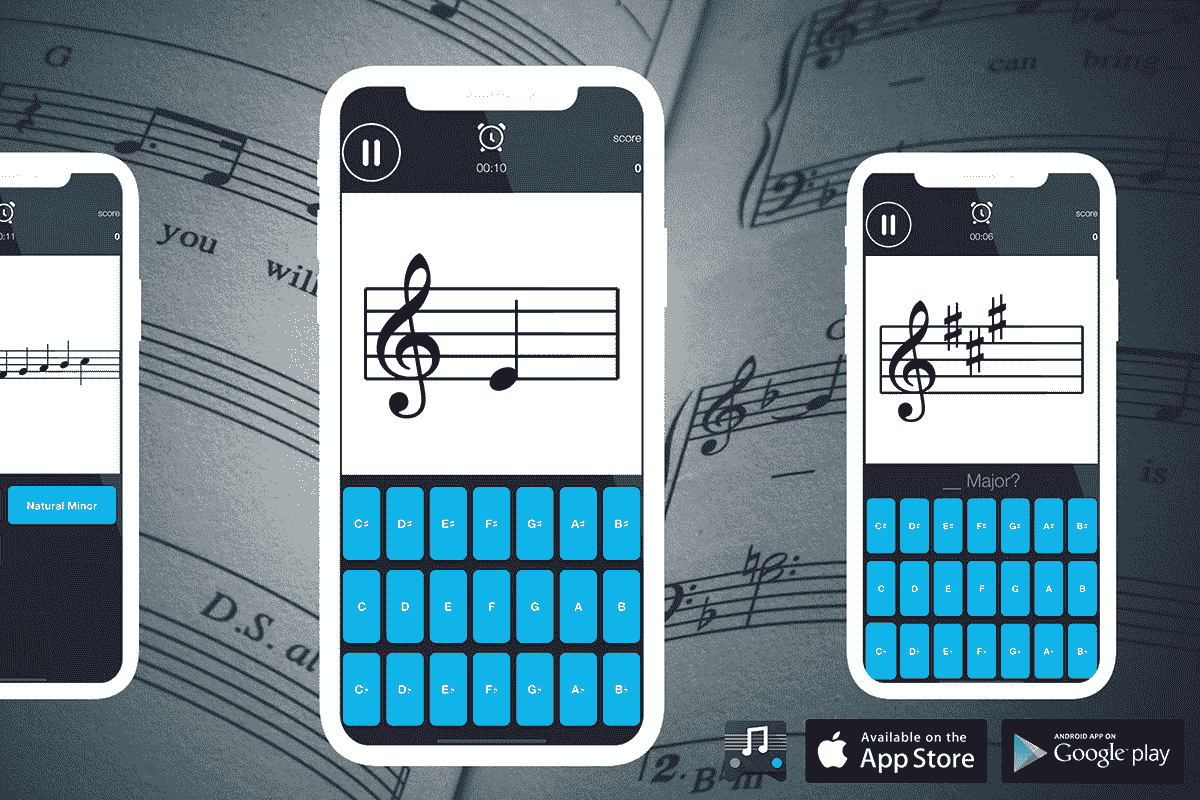 G
you
will
D.S. al
can bring
is
2. B♭m
score
:11
0
Natural Minor
00:10
score
0
C♯ D♯ E♯ F♯ G♯ A♯ B♯
C D E F G A B
C♭ D♭ E♭ F♭ G♭ A♭ B♭
00:06
score
0
__ Major?
C♯ D♯ E♯ F♯ G♯ A♯ B♯
C D E F G A B
C♭ D♭ E♭ F♭ G♭ A♭ B♭
Available on the
App Store
ANDROID APP ON
Google play